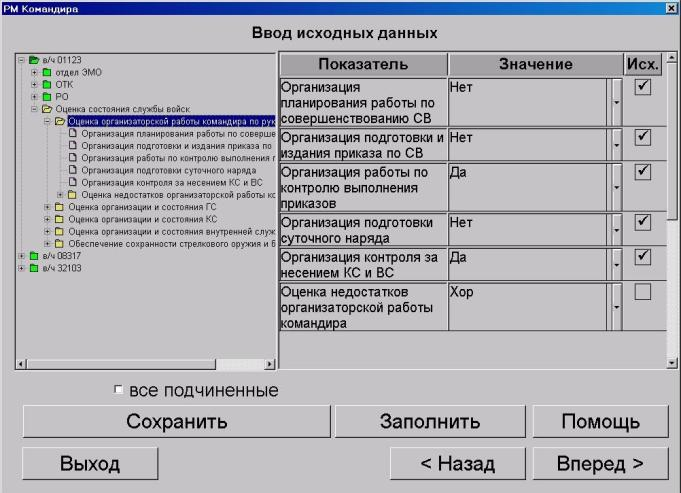 РМ Командира
Ввод исходных данных
в/ч 01123
отдел ЭМО
ОТК
РО
Оценка состояния службы войск
Оценка организаторской работы командира по рук
Организация планирования работы по соверше
Организация подготовки и издания приказа по
Организация работы по контролю выполнения г
Организация подготовки суточного наряда
Организация контроля за несением КС и ВС
Оценка недостатков организаторской работы кс
Оценка организации и состояния ГС
Оценка организации и состояния КС
Оценка организации и состояния внутренней служ
Обеспечение сохранности стрелкового оружия и б
в/ч 08317
в/ч 32103
Показатель Значение Исх.
Организация Нет
планирования работы по
совершенствованию СВ
Организация подготовки и Нет
издания приказа по СВ
Организация работы по Да
контролю выполнения
приказов
Организация подготовки Нет
суточного наряда
Организация контроля за Да
несением КС и ВС
Оценка недостатков Хор
организаторской работы
командира
все подчиненные
Сохранить Заполнить Помощь
Выход < Назад Вперед >